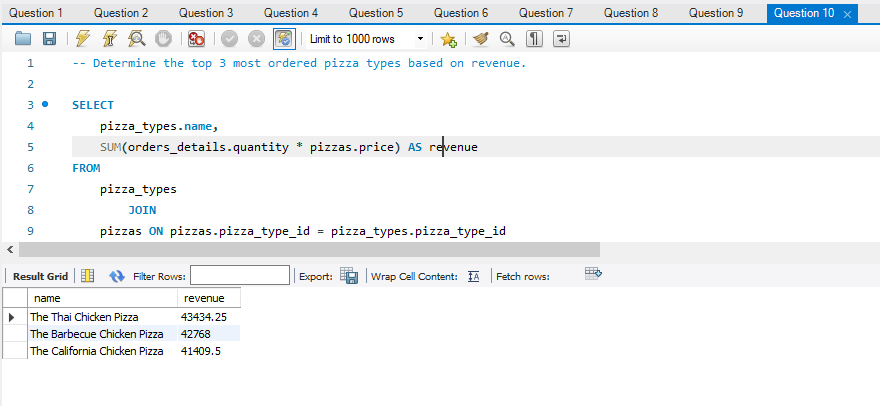 Question 1 Question 2 Question 3 Question 4 Question 5 Question 6 Question 7 Question 8 Question 9 Question 10
Limit to 1000 rows
1 -- Determine the top 3 most ordered pizza types based on revenue.
2
3 SELECT
4 pizza_types.name,
5 SUM(orders_details.quantity * pizzas.price) AS revenue
6 FROM
7 pizza_types
8 JOIN
9 pizzas ON pizzas.pizza_type_id = pizza_types.pizza_type_id
Result Grid Filter Rows: Export: Wrap Cell Content: Fetch rows:
name revenue
The Thai Chicken Pizza 43434.25
The Barbecue Chicken Pizza 42768
The California Chicken Pizza 41409.5